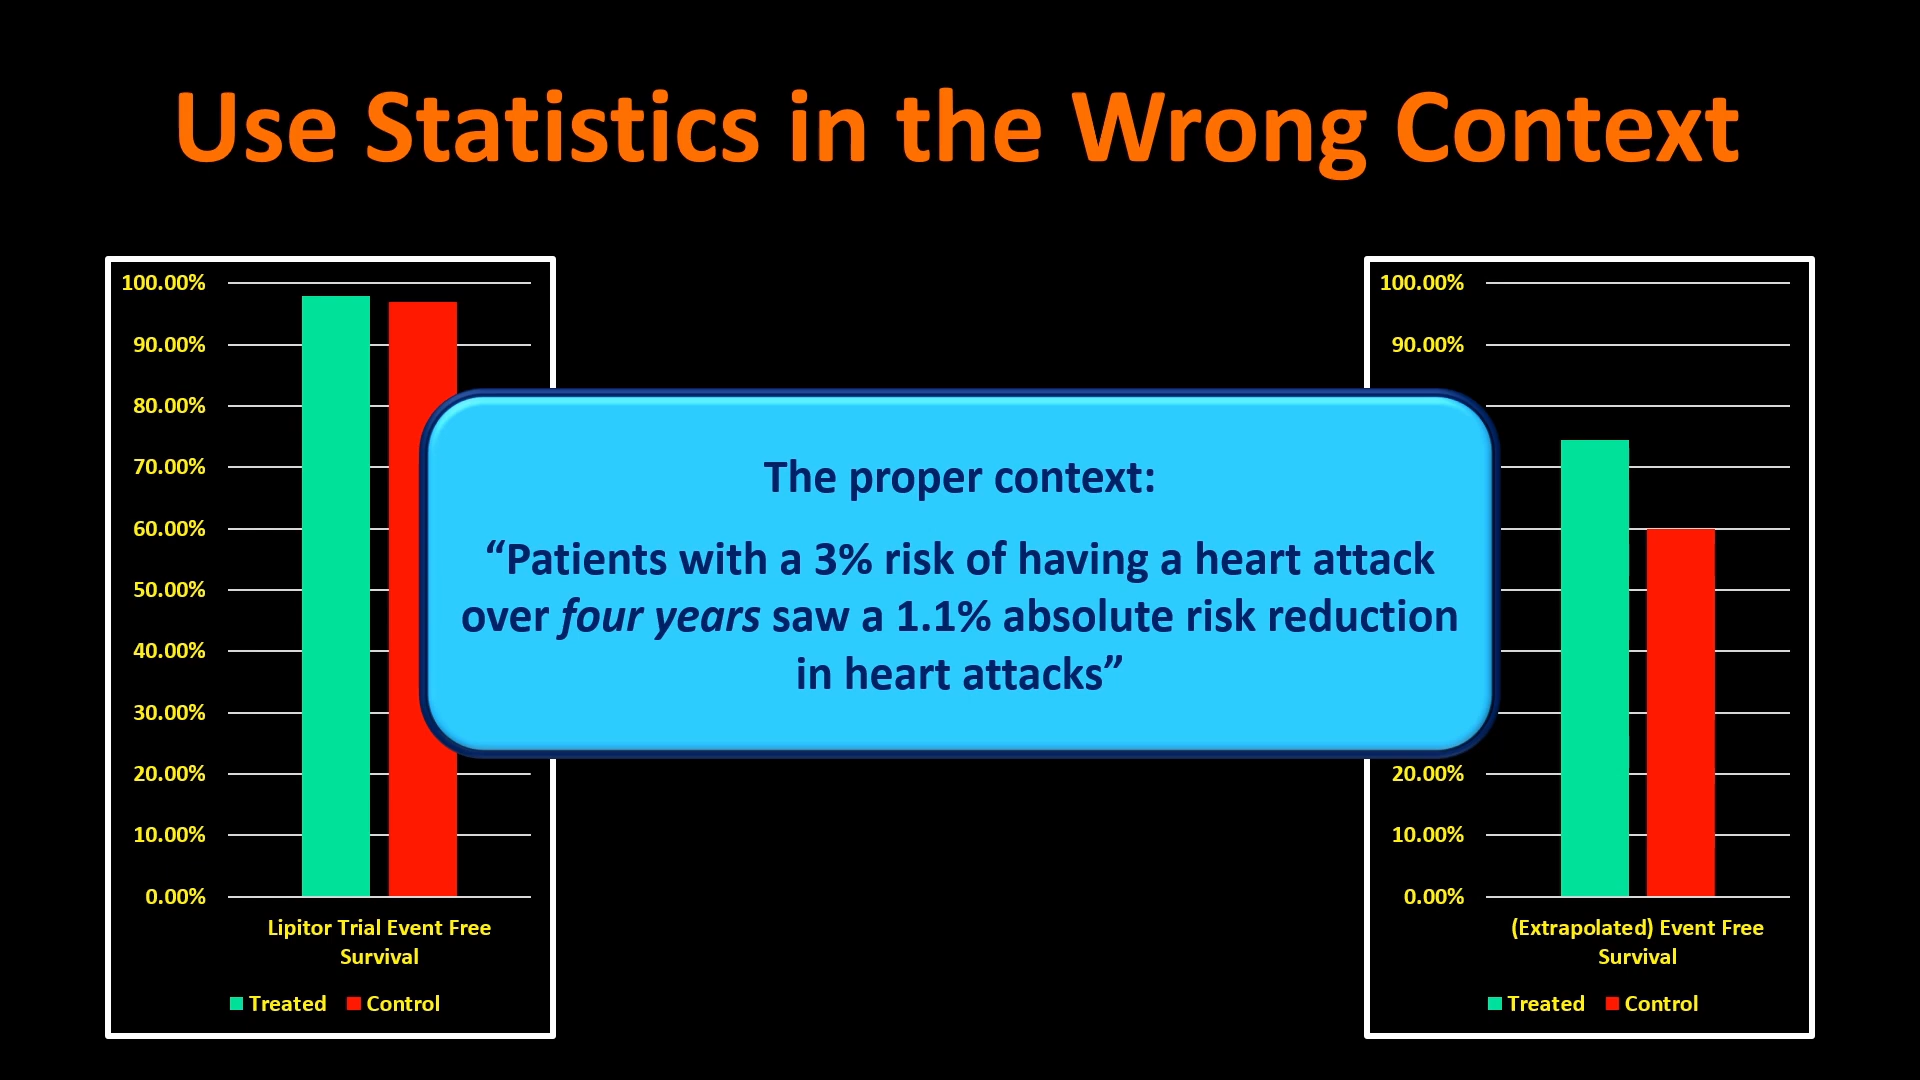 Use Statistics in the Wrong Context
100.00%
90.00%
80.00%
70.00%
60.00%
50.00%
40.00%
30.00%
20.00%
10.00%
0.00%
Lipitor Trial Event Free
Survival
Treated Control
The proper context:
“Patients with a 3% risk of having a heart attack
over four years saw a 1.1% absolute risk reduction
in heart attacks”
100.00%
90.00%
20.00%
10.00%
0.00%
(Extrapolated) Event Free
Survival
Treated Control